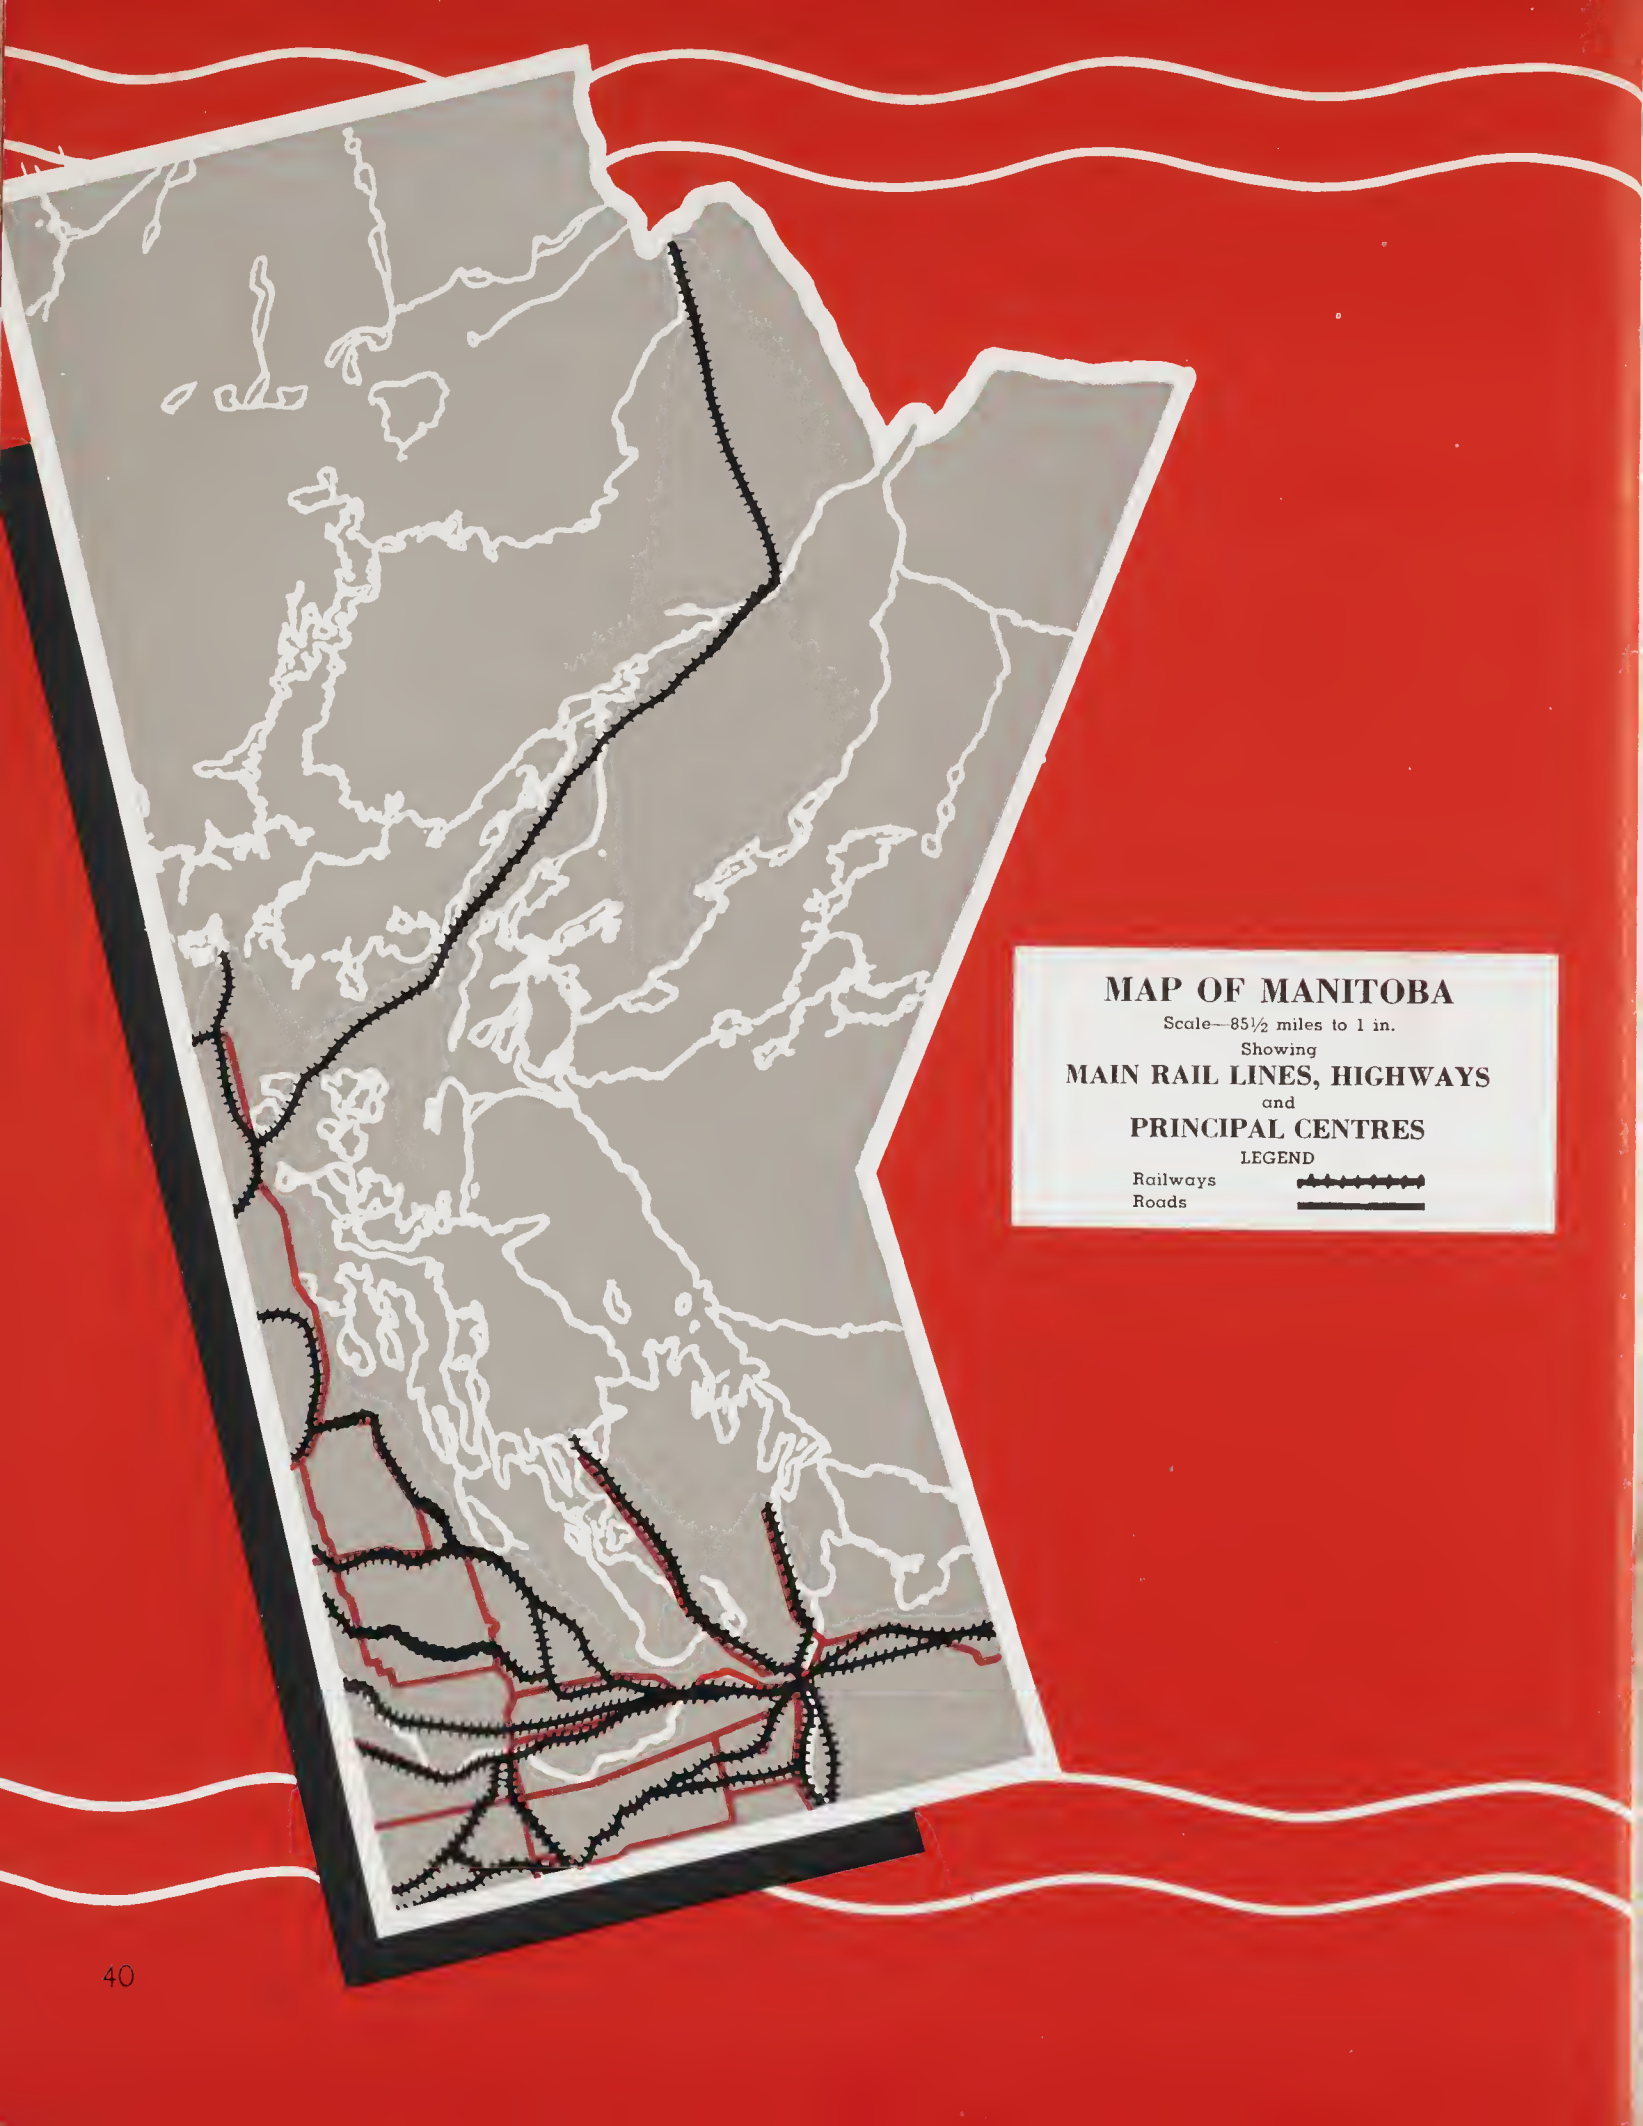 MAP OF MANITOBA
Scale—85½ miles to 1 in.
Showing
MAIN RAIL LINES, HIGHWAYS
and
PRINCIPAL CENTRES
LEGEND
Railways
Roads
40